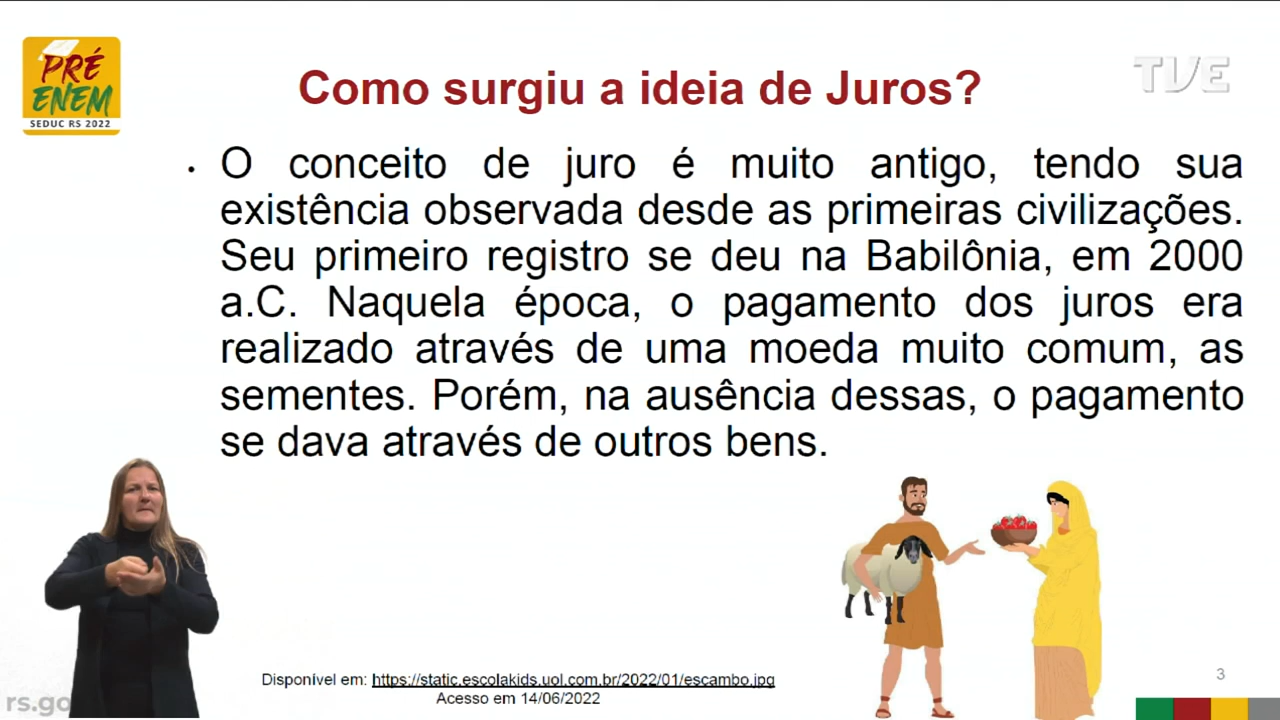 PRÉ
ENEM
SEDUC RS 2022
TVE
Como surgiu a ideia de Juros?
• O conceito de juro é muito antigo, tendo sua
existência observada desde as primeiras civilizações.
Seu primeiro registro se deu na Babilônia, em 2000
a.C. Naquela época, o pagamento dos juros era
realizado através de uma moeda muito comum, as
sementes. Porém, na ausência dessas, o pagamento
se dava através de outros bens.
Disponível em: https://static.escolakids.uol.com.br/2022/01/escambo.jpg
Acesso em 14/06/2022
rs.go
3